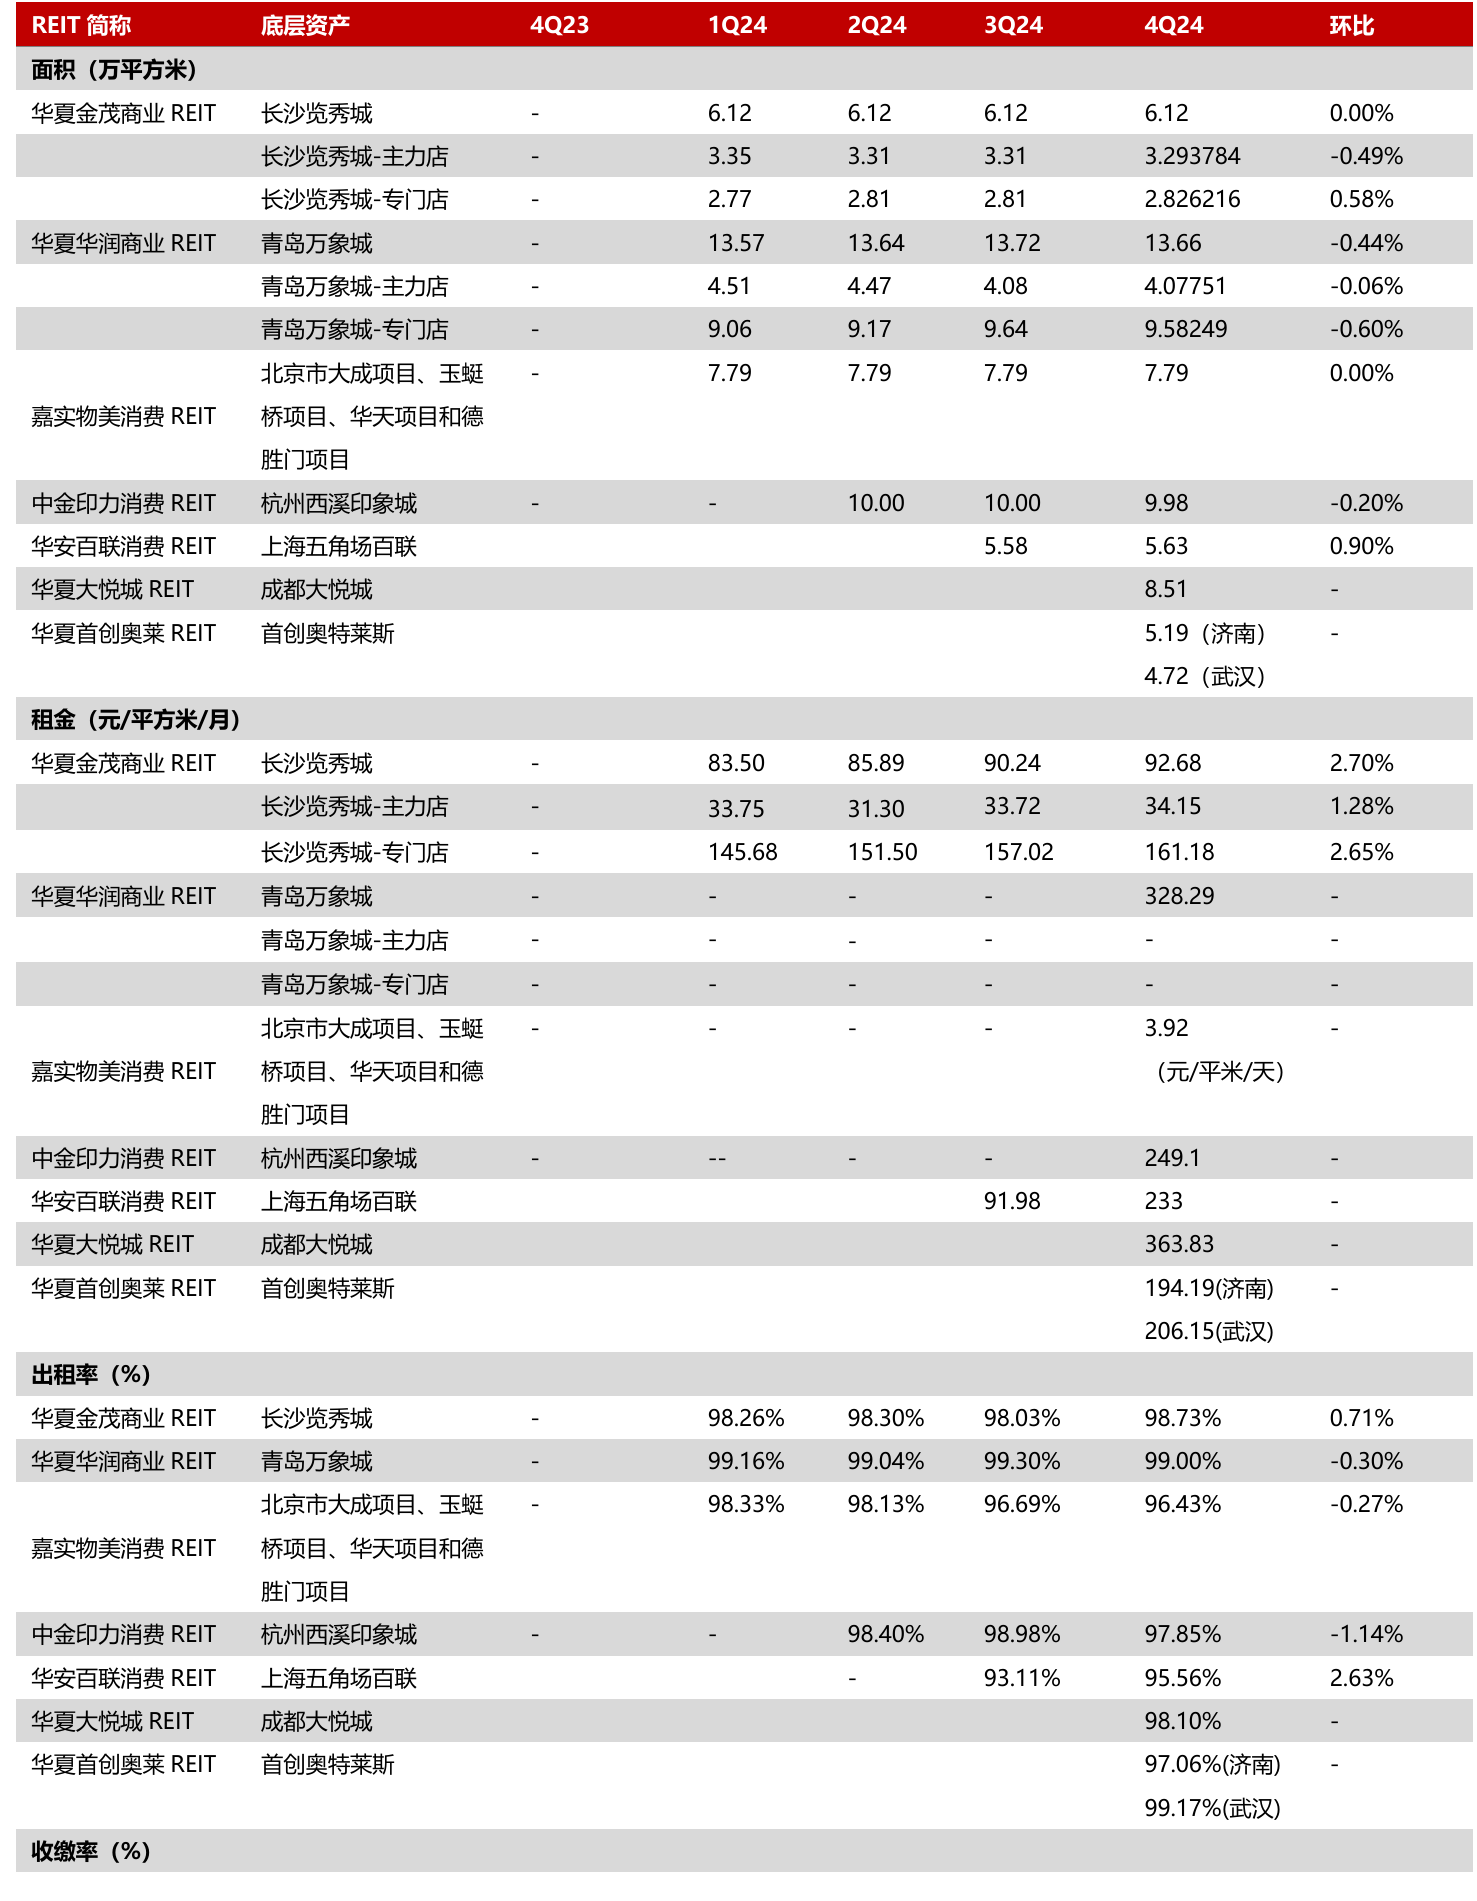 REIT 简称 底层资产 4Q23 1Q24 2Q24 3Q24 4Q24 环比
面积（万平方米）
华夏金茂商业 REIT 长沙览秀城 - 6.12 6.12 6.12 6.12 0.00%
长沙览秀城-主力店 - 3.35 3.31 3.31 3.293784 -0.49%
长沙览秀城-专门店 - 2.77 2.81 2.81 2.826216 0.58%
华夏华润商业 REIT 青岛万象城 - 13.57 13.64 13.72 13.66 -0.44%
青岛万象城-主力店 - 4.51 4.47 4.08 4.07751 -0.06%
青岛万象城-专门店 - 9.06 9.17 9.64 9.58249 -0.60%
北京市大成项目、玉蜓 - 7.79 7.79 7.79 7.79 0.00%
嘉实物美消费 REIT 桥项目、华天项目和德
胜门项目
中金印力消费 REIT 杭州西溪印象城 - - 10.00 10.00 9.98 -0.20%
华安百联消费 REIT 上海五角场百联 5.58 5.63 0.90%
华夏大悦城 REIT 成都大悦城 8.51 -
华夏首创奥莱 REIT 首创奥特莱斯 5.19（济南） -
4.72（武汉）
租金（元/平方米/月）
华夏金茂商业 REIT 长沙览秀城 - 83.50 85.89 90.24 92.68 2.70%
长沙览秀城-主力店 - 33.75 31.30 33.72 34.15 1.28%
长沙览秀城-专门店 - 145.68 151.50 157.02 161.18 2.65%
华夏华润商业 REIT 青岛万象城 - - - - 328.29 -
青岛万象城-主力店 - - - - - -
青岛万象城-专门店 - - - - - -
北京市大成项目、玉蜓 - - - - 3.92 -
嘉实物美消费 REIT 桥项目、华天项目和德 （元/平米/天）
胜门项目
中金印力消费 REIT 杭州西溪印象城 - -- - - 249.1 -
华安百联消费 REIT 上海五角场百联 91.98 233 -
华夏大悦城 REIT 成都大悦城 363.83 -
华夏首创奥莱 REIT 首创奥特莱斯 194.19(济南) -
206.15(武汉)
出租率（%）
华夏金茂商业 REIT 长沙览秀城 - 98.26% 98.30% 98.03% 98.73% 0.71%
华夏华润商业 REIT 青岛万象城 - 99.16% 99.04% 99.30% 99.00% -0.30%
北京市大成项目、玉蜓 - 98.33% 98.13% 96.69% 96.43% -0.27%
嘉实物美消费 REIT 桥项目、华天项目和德
胜门项目
中金印力消费 REIT 杭州西溪印象城 - - 98.40% 98.98% 97.85% -1.14%
华安百联消费 REIT 上海五角场百联 - 93.11% 95.56% 2.63%
华夏大悦城 REIT 成都大悦城 98.10% -
华夏首创奥莱 REIT 首创奥特莱斯 97.06%(济南) -
99.17%(武汉)
收缴率（%）